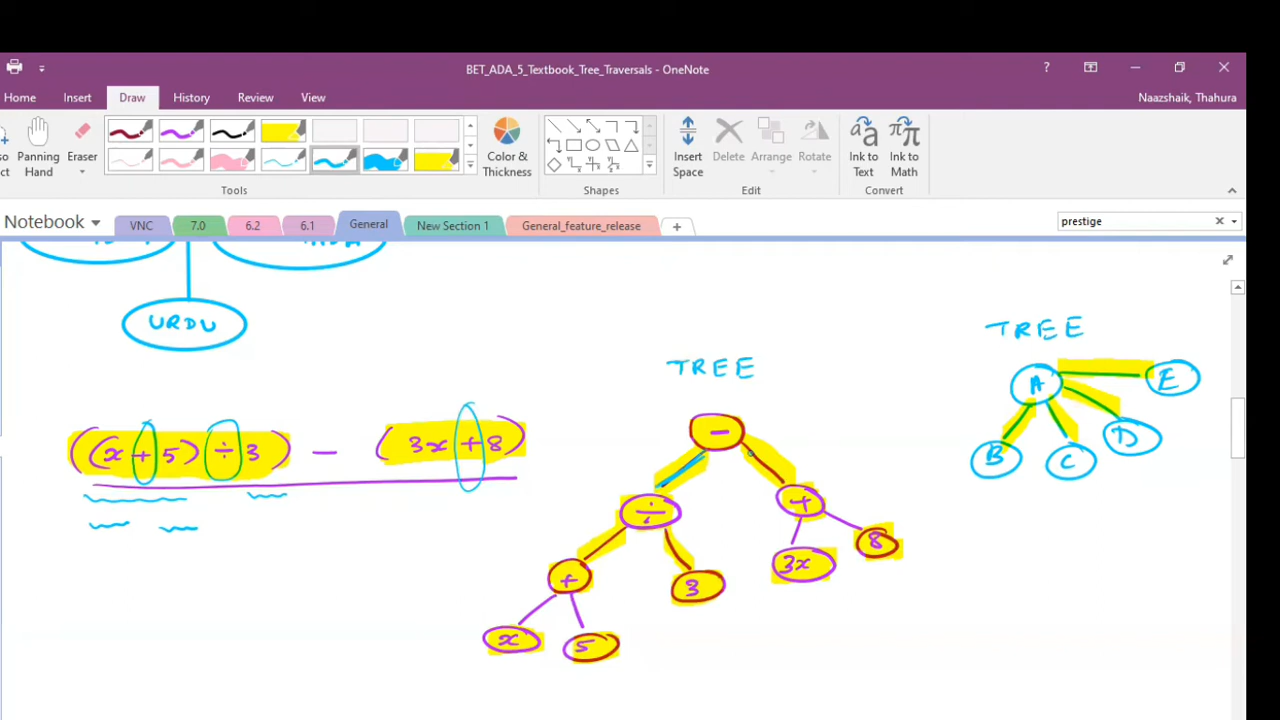 BET_ADA_5_Textbook_Tree_Traversals - OneNote
?
Home Insert Draw History Review View
Naazshaik, Thahura
Panning Hand
Eraser
Color & Thickness
Insert Space
Delete
Arrange
Rotate
Ink to Text
Ink to Math
Tools
Shapes
Edit
Convert
Notebook
VNC
7.0
6.2
6.1
General
New Section 1
General_feature_release
+
prestige
URDU
TREE
A
E
B
C
D
TREE
((x + 5) ÷ 3) - (3x + 8)
-
÷
+
+
3
3x
8
x
5